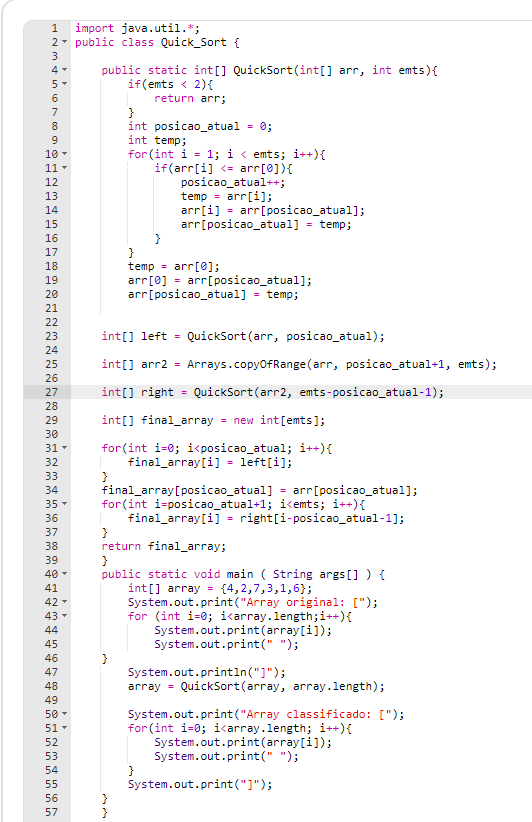 1 import java.util.*;
2 public class Quick_Sort {
3
4 public static int[] QuickSort(int[] arr, int emts){
5 if(emts < 2){
6 return arr;
7 }
8 int posicao_atual = 0;
9 int temp;
10 for(int i = 1; i < emts; i++){
11 if(arr[i] <= arr[0]){
12 posicao_atual++;
13 temp = arr[i];
14 arr[i] = arr[posicao_atual];
15 arr[posicao_atual] = temp;
16 }
17 }
18 temp = arr[0];
19 arr[0] = arr[posicao_atual];
20 arr[posicao_atual] = temp;
21
22
23 int[] left = QuickSort(arr, posicao_atual);
24
25 int[] arr2 = Arrays.copyOfRange(arr, posicao_atual+1, emts);
26
27 int[] right = QuickSort(arr2, emts-posicao_atual-1);
28
29 int[] final_array = new int[emts];
30
31 for(int i=0; i<posicao_atual; i++){
32 final_array[i] = left[i];
33 }
34 final_array[posicao_atual] = arr[posicao_atual];
35 for(int i=posicao_atual+1; i<emts; i++){
36 final_array[i] = right[i-posicao_atual-1];
37 }
38 return final_array;
39 }
40 public static void main ( String args[] ) {
41 int[] array = {4,2,7,3,1,6};
42 System.out.print("Array original: [");
43 for (int i=0; i<array.length;i++){
44 System.out.print(array[i]);
45 System.out.print(" ");
46 }
47 System.out.println("]");
48 array = QuickSort(array, array.length);
49
50 System.out.print("Array classificado: [");
51 for(int i=0; i<array.length; i++){
52 System.out.print(array[i]);
53 System.out.print(" ");
54 }
55 System.out.print("]");
56 }
57 }